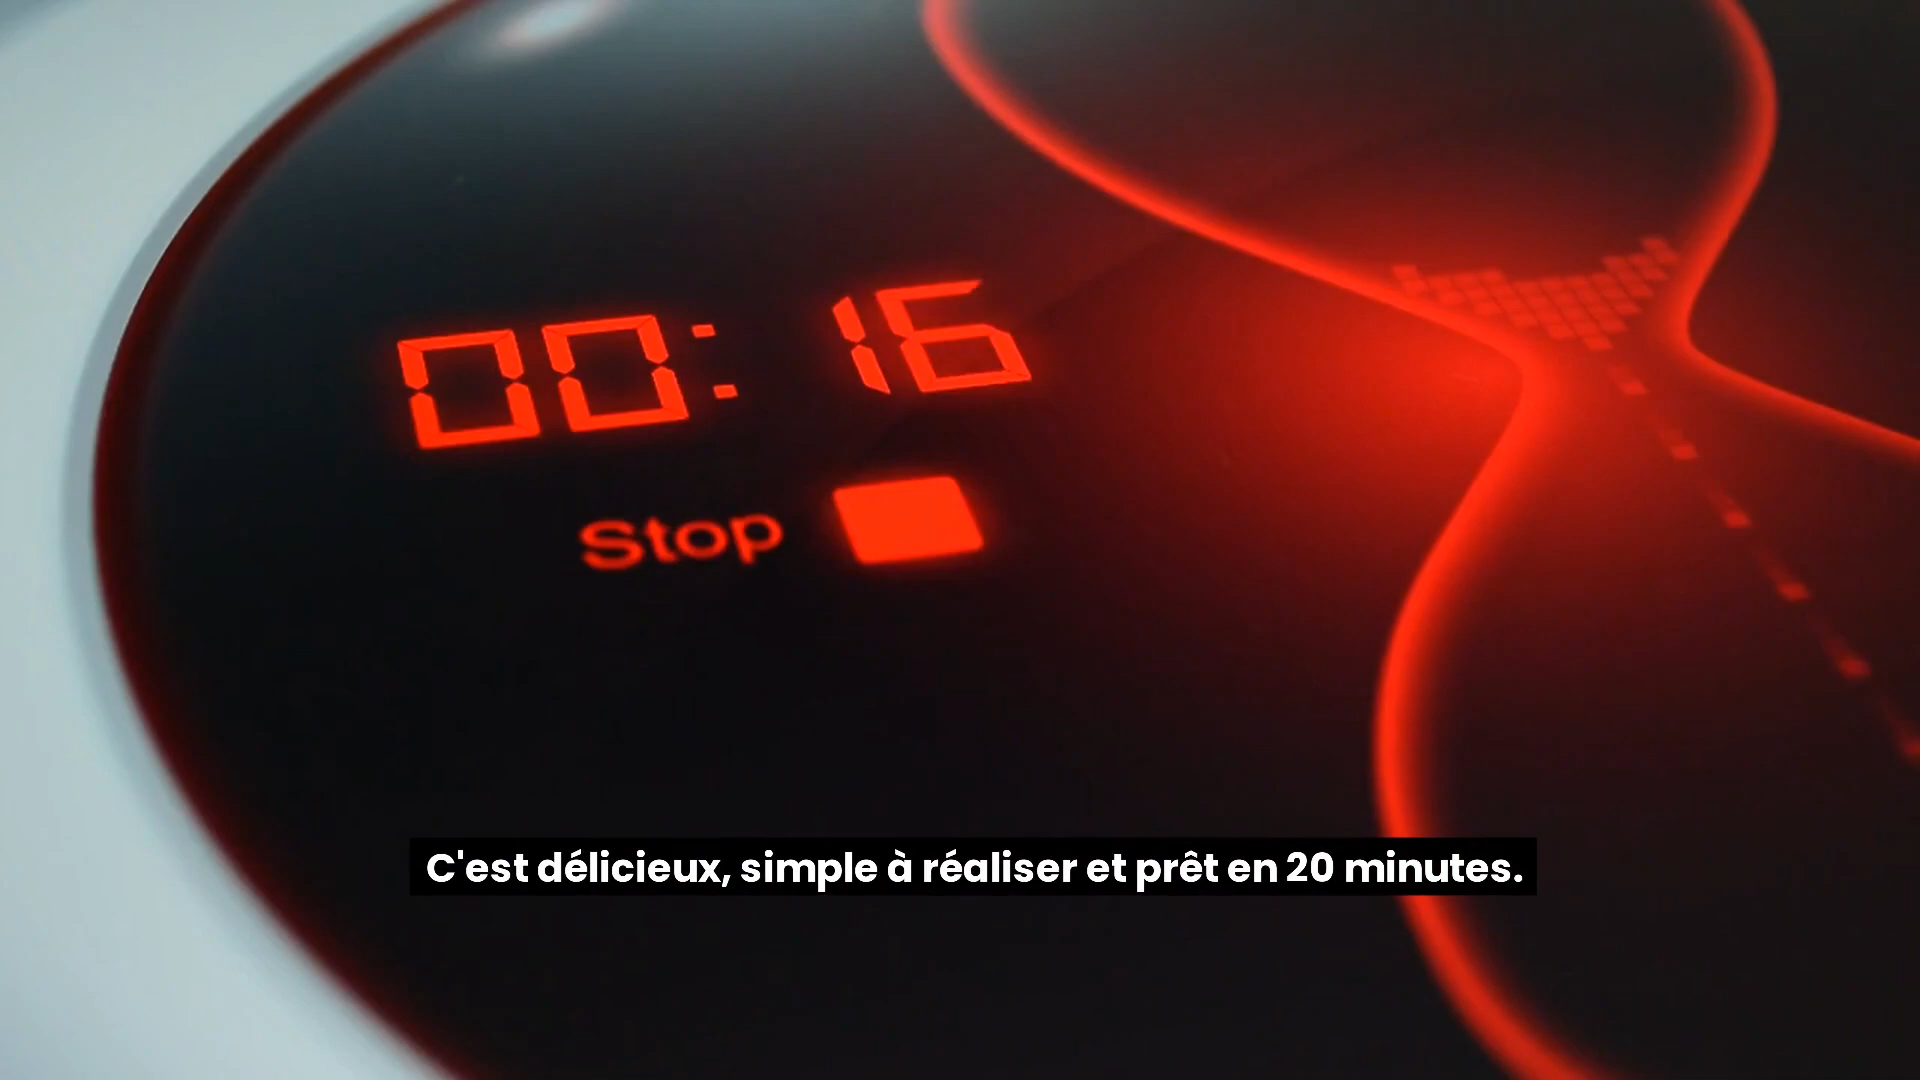 00:16
Stop
C'est délicieux, simple à réaliser et prêt en 20 minutes.